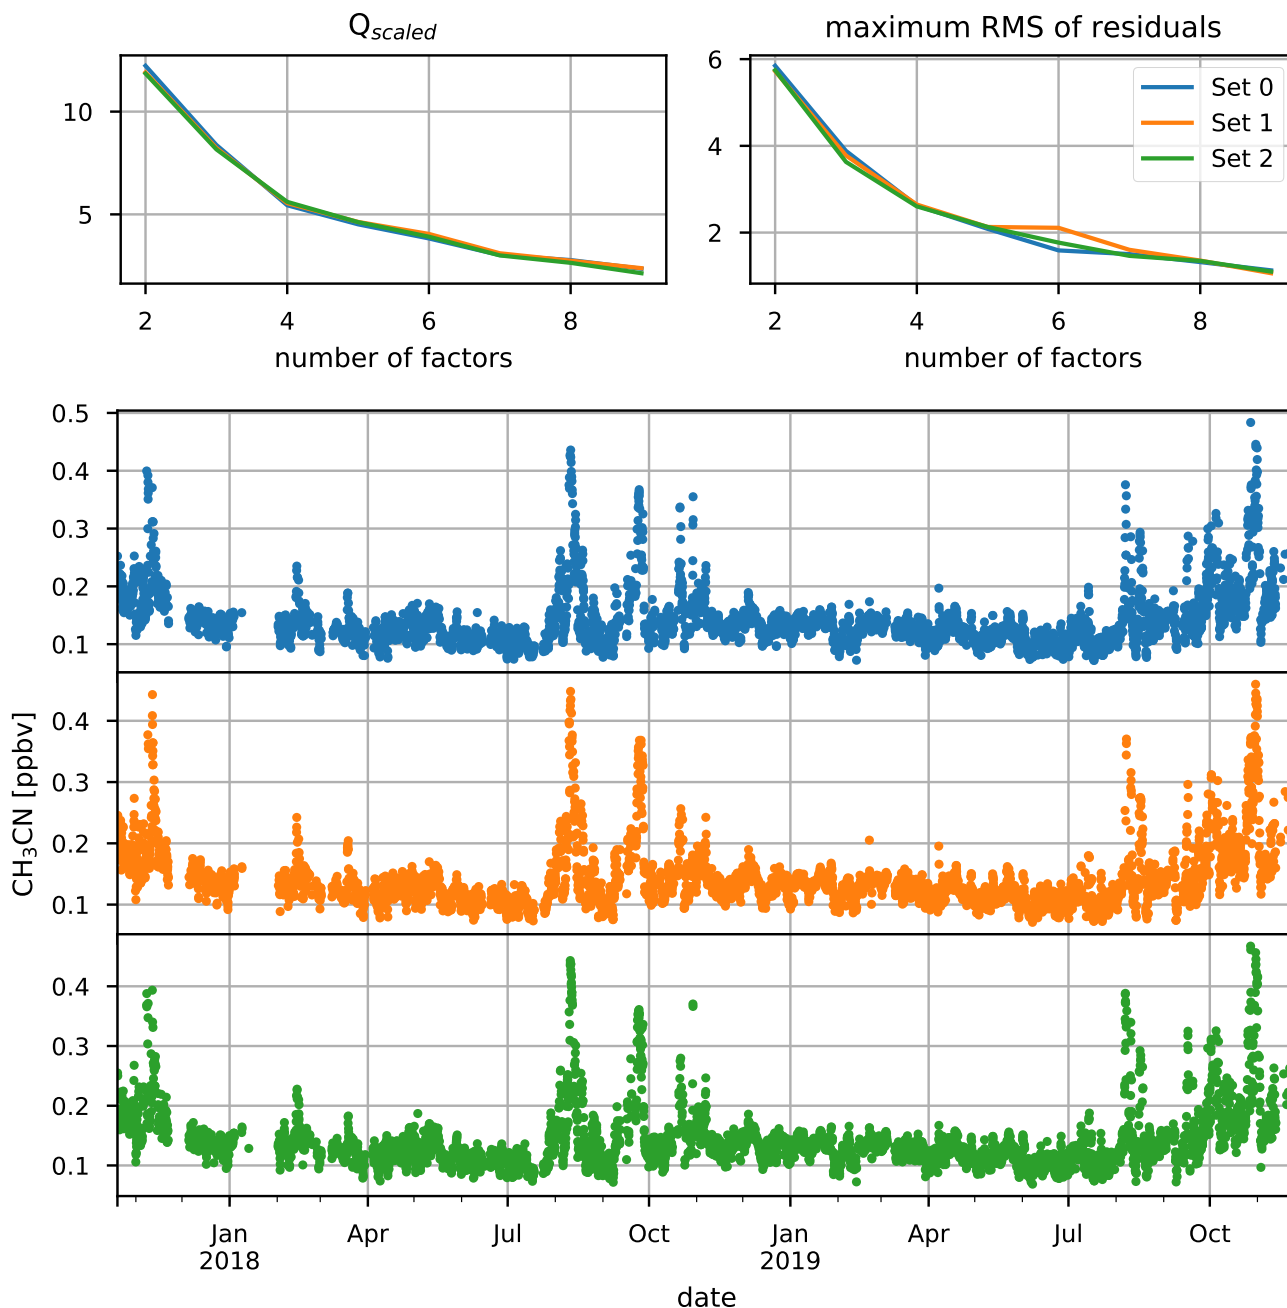 Qscaled
maximum RMS of residuals
10
5
2
4
6
8
number of factors
6
4
2
Set 0
Set 1
Set 2
2
4
6
8
number of factors
0.5
0.4
0.3
0.2
0.1
0.4
0.3
0.2
0.1
0.4
0.3
0.2
0.1
CH₃CN [ppbv]
Jan
2018
Apr
Jul
Oct
Jan
2019
Apr
Jul
Oct
date